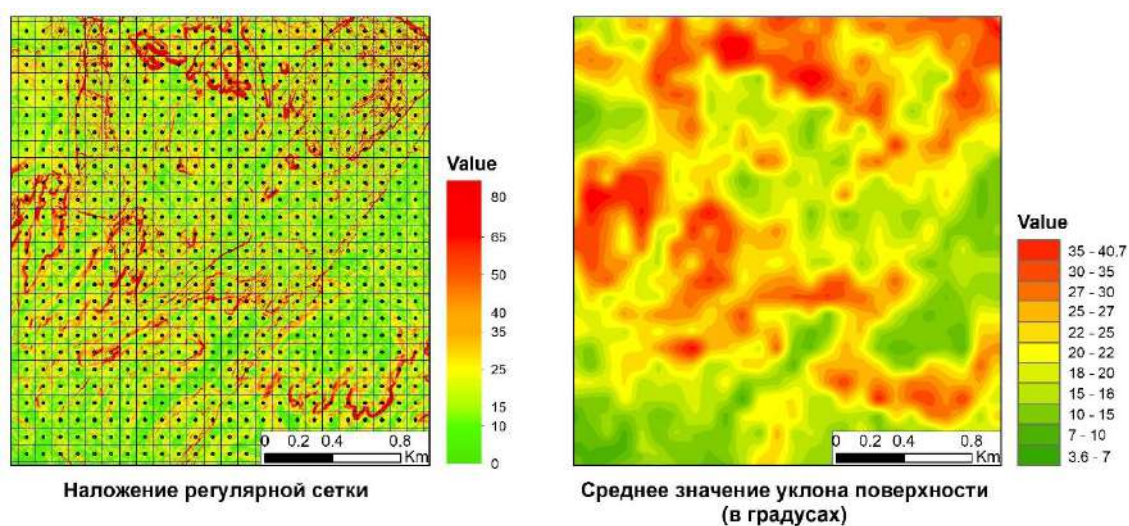 Value
80
65
50
40
35
25
15
10
0
0 0.2 0.4 0.8
Km
Наложение регулярной сетки
Value
35 - 40.7
30 - 35
27 - 30
25 - 27
22 - 25
20 - 22
18 - 20
15 - 18
10 - 15
7 - 10
3.6 - 7
0 0.2 0.4 0.8
Km
Среднее значение уклона поверхности
(в градусах)